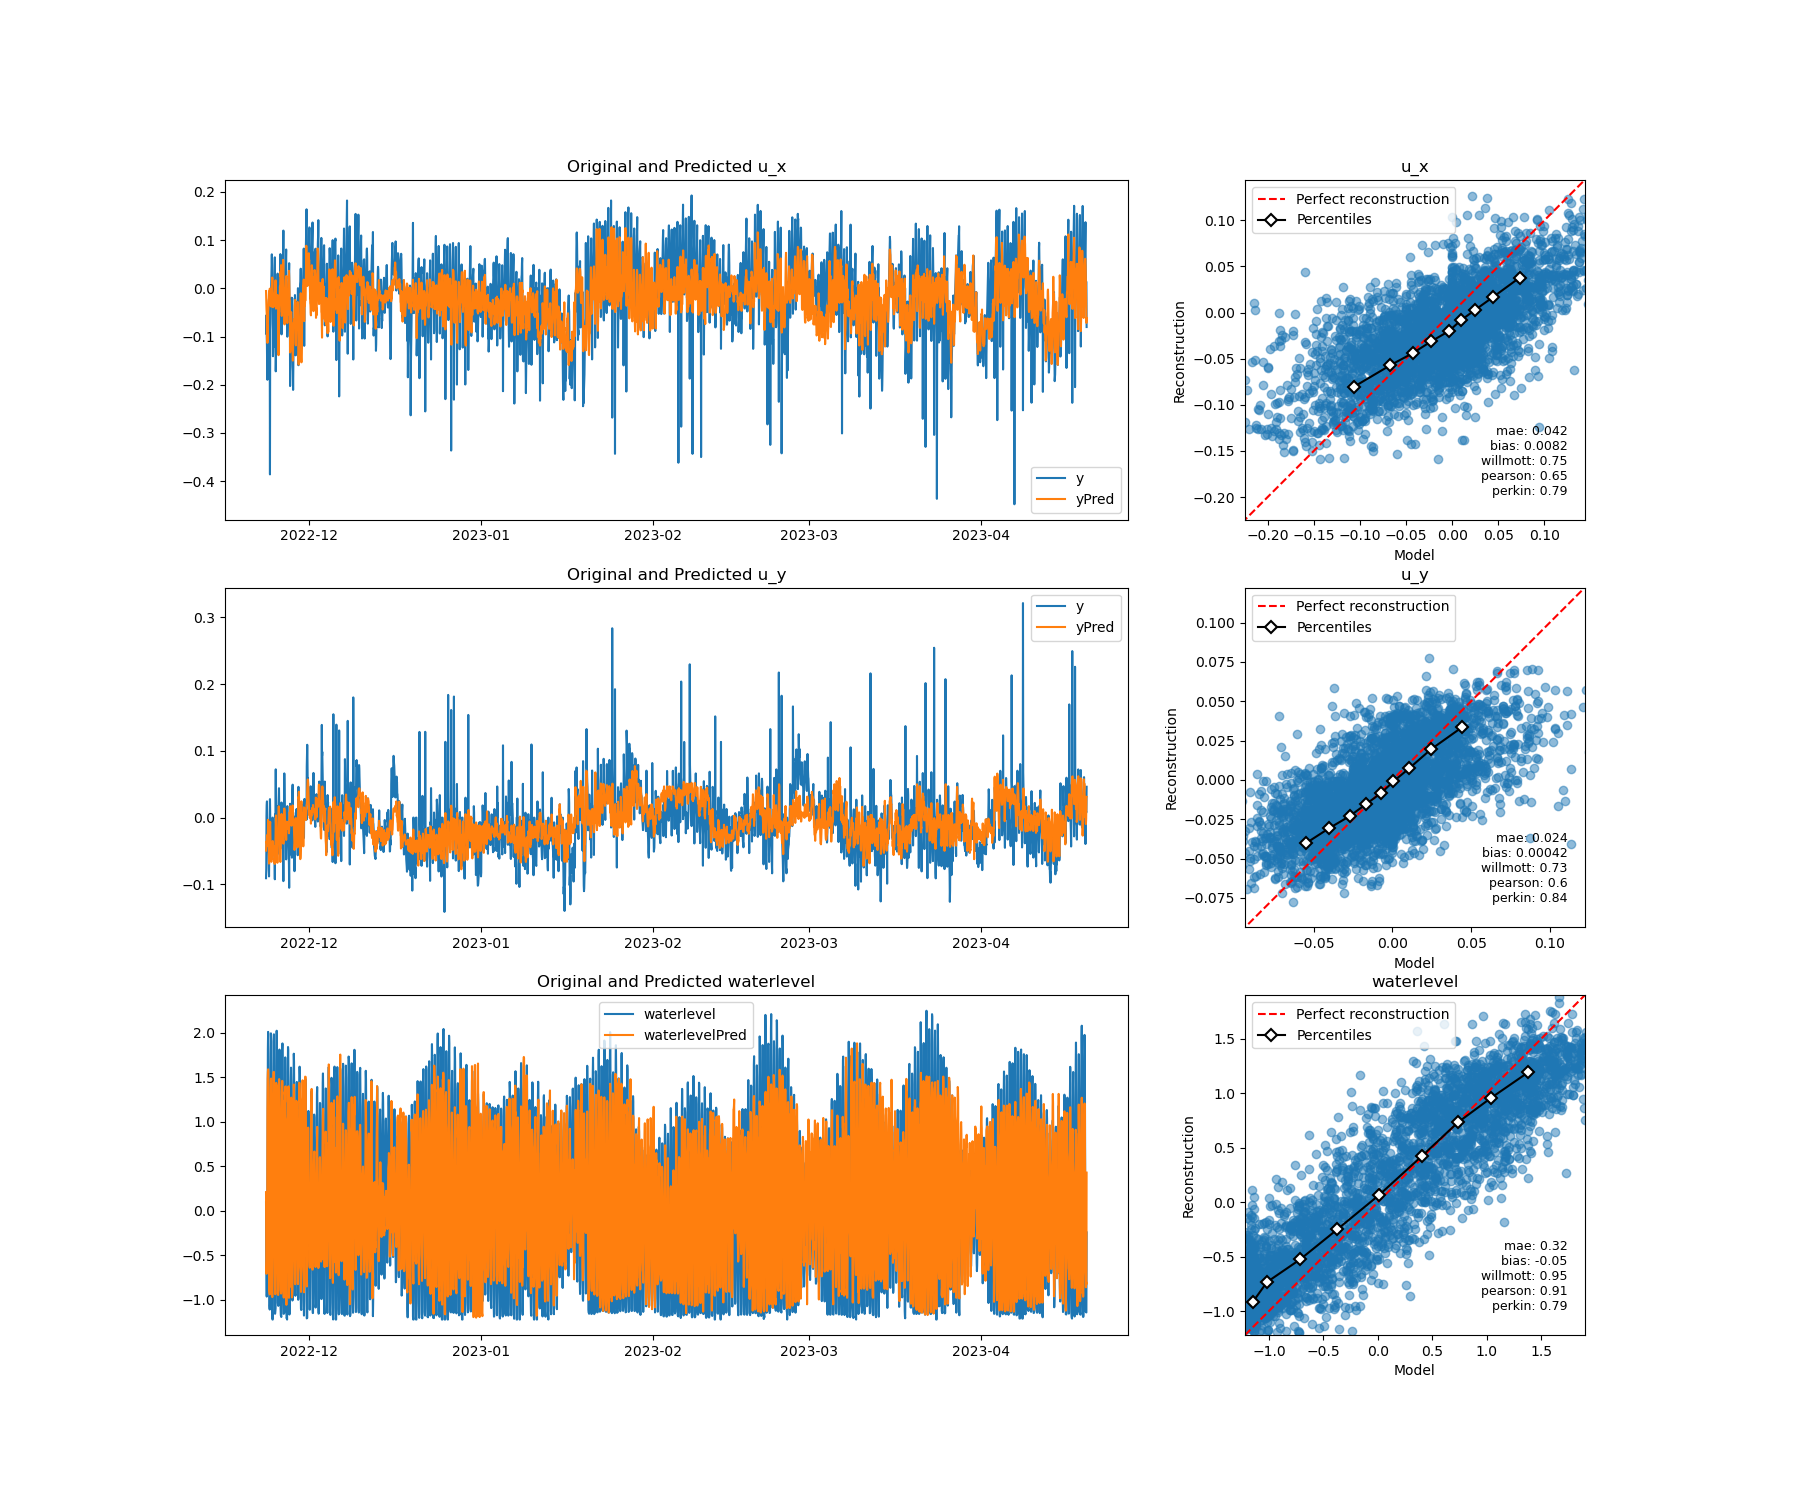 Original and Predicted u_x
0.2
0.1
0.0
−0.1
−0.2
−0.3
−0.4
y
yPred
2022-12 2023-01 2023-02 2023-03 2023-04
u_x
Perfect reconstruction
Percentiles
Reconstruction
0.10
0.05
0.00
−0.05
−0.10
−0.15
−0.20
mae: 0.042
bias: 0.0082
willmott: 0.75
pearson: 0.65
perkin: 0.79
−0.20 −0.15 −0.10 −0.05 0.00 0.05 0.10
Model
Original and Predicted u_y
0.3
0.2
0.1
0.0
−0.1
y
yPred
2022-12 2023-01 2023-02 2023-03 2023-04
u_y
Perfect reconstruction
Percentiles
Reconstruction
0.100
0.075
0.050
0.025
0.000
−0.025
−0.050
−0.075
mae: 0.024
bias: 0.00042
willmott: 0.73
pearson: 0.6
perkin: 0.84
−0.05 0.00 0.05 0.10
Model
Original and Predicted waterlevel
2.0
1.5
1.0
0.5
0.0
−0.5
−1.0
waterlevel
waterlevelPred
2022-12 2023-01 2023-02 2023-03 2023-04
waterlevel
Perfect reconstruction
Percentiles
Reconstruction
1.5
1.0
0.5
0.0
−0.5
−1.0
mae: 0.32
bias: -0.05
willmott: 0.95
pearson: 0.91
perkin: 0.79
−1.0 −0.5 0.0 0.5 1.0 1.5
Model